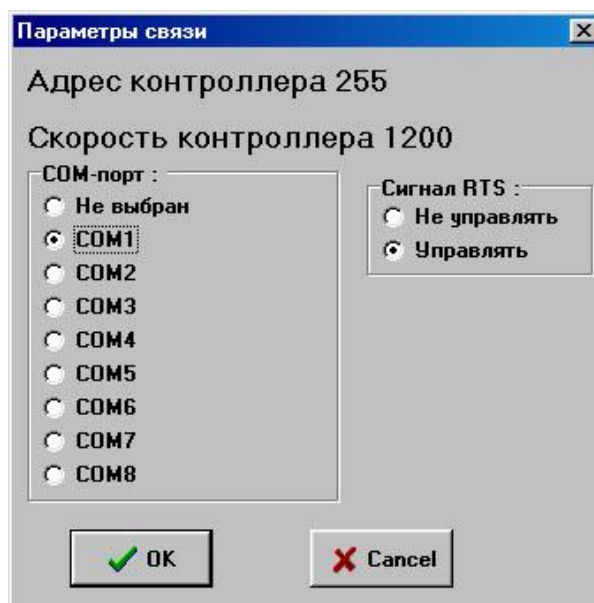 Параметры связи
Адрес контроллера 255
Скорость контроллера 1200
COM-порт :
Не выбран
COM1
COM2
COM3
COM4
COM5
COM6
COM7
COM8
Сигнал RTS :
Не управлять
Управлять
OK
Cancel